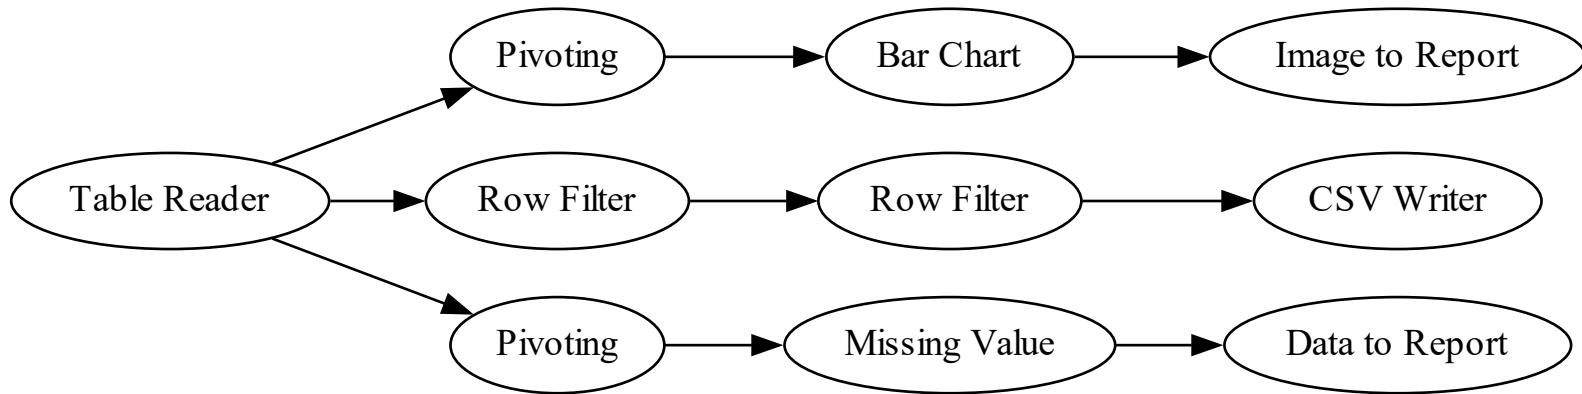 Pivoting
Bar Chart
Image to Report
Table Reader
Row Filter
Row Filter
CSV Writer
Pivoting
Missing Value
Data to Report